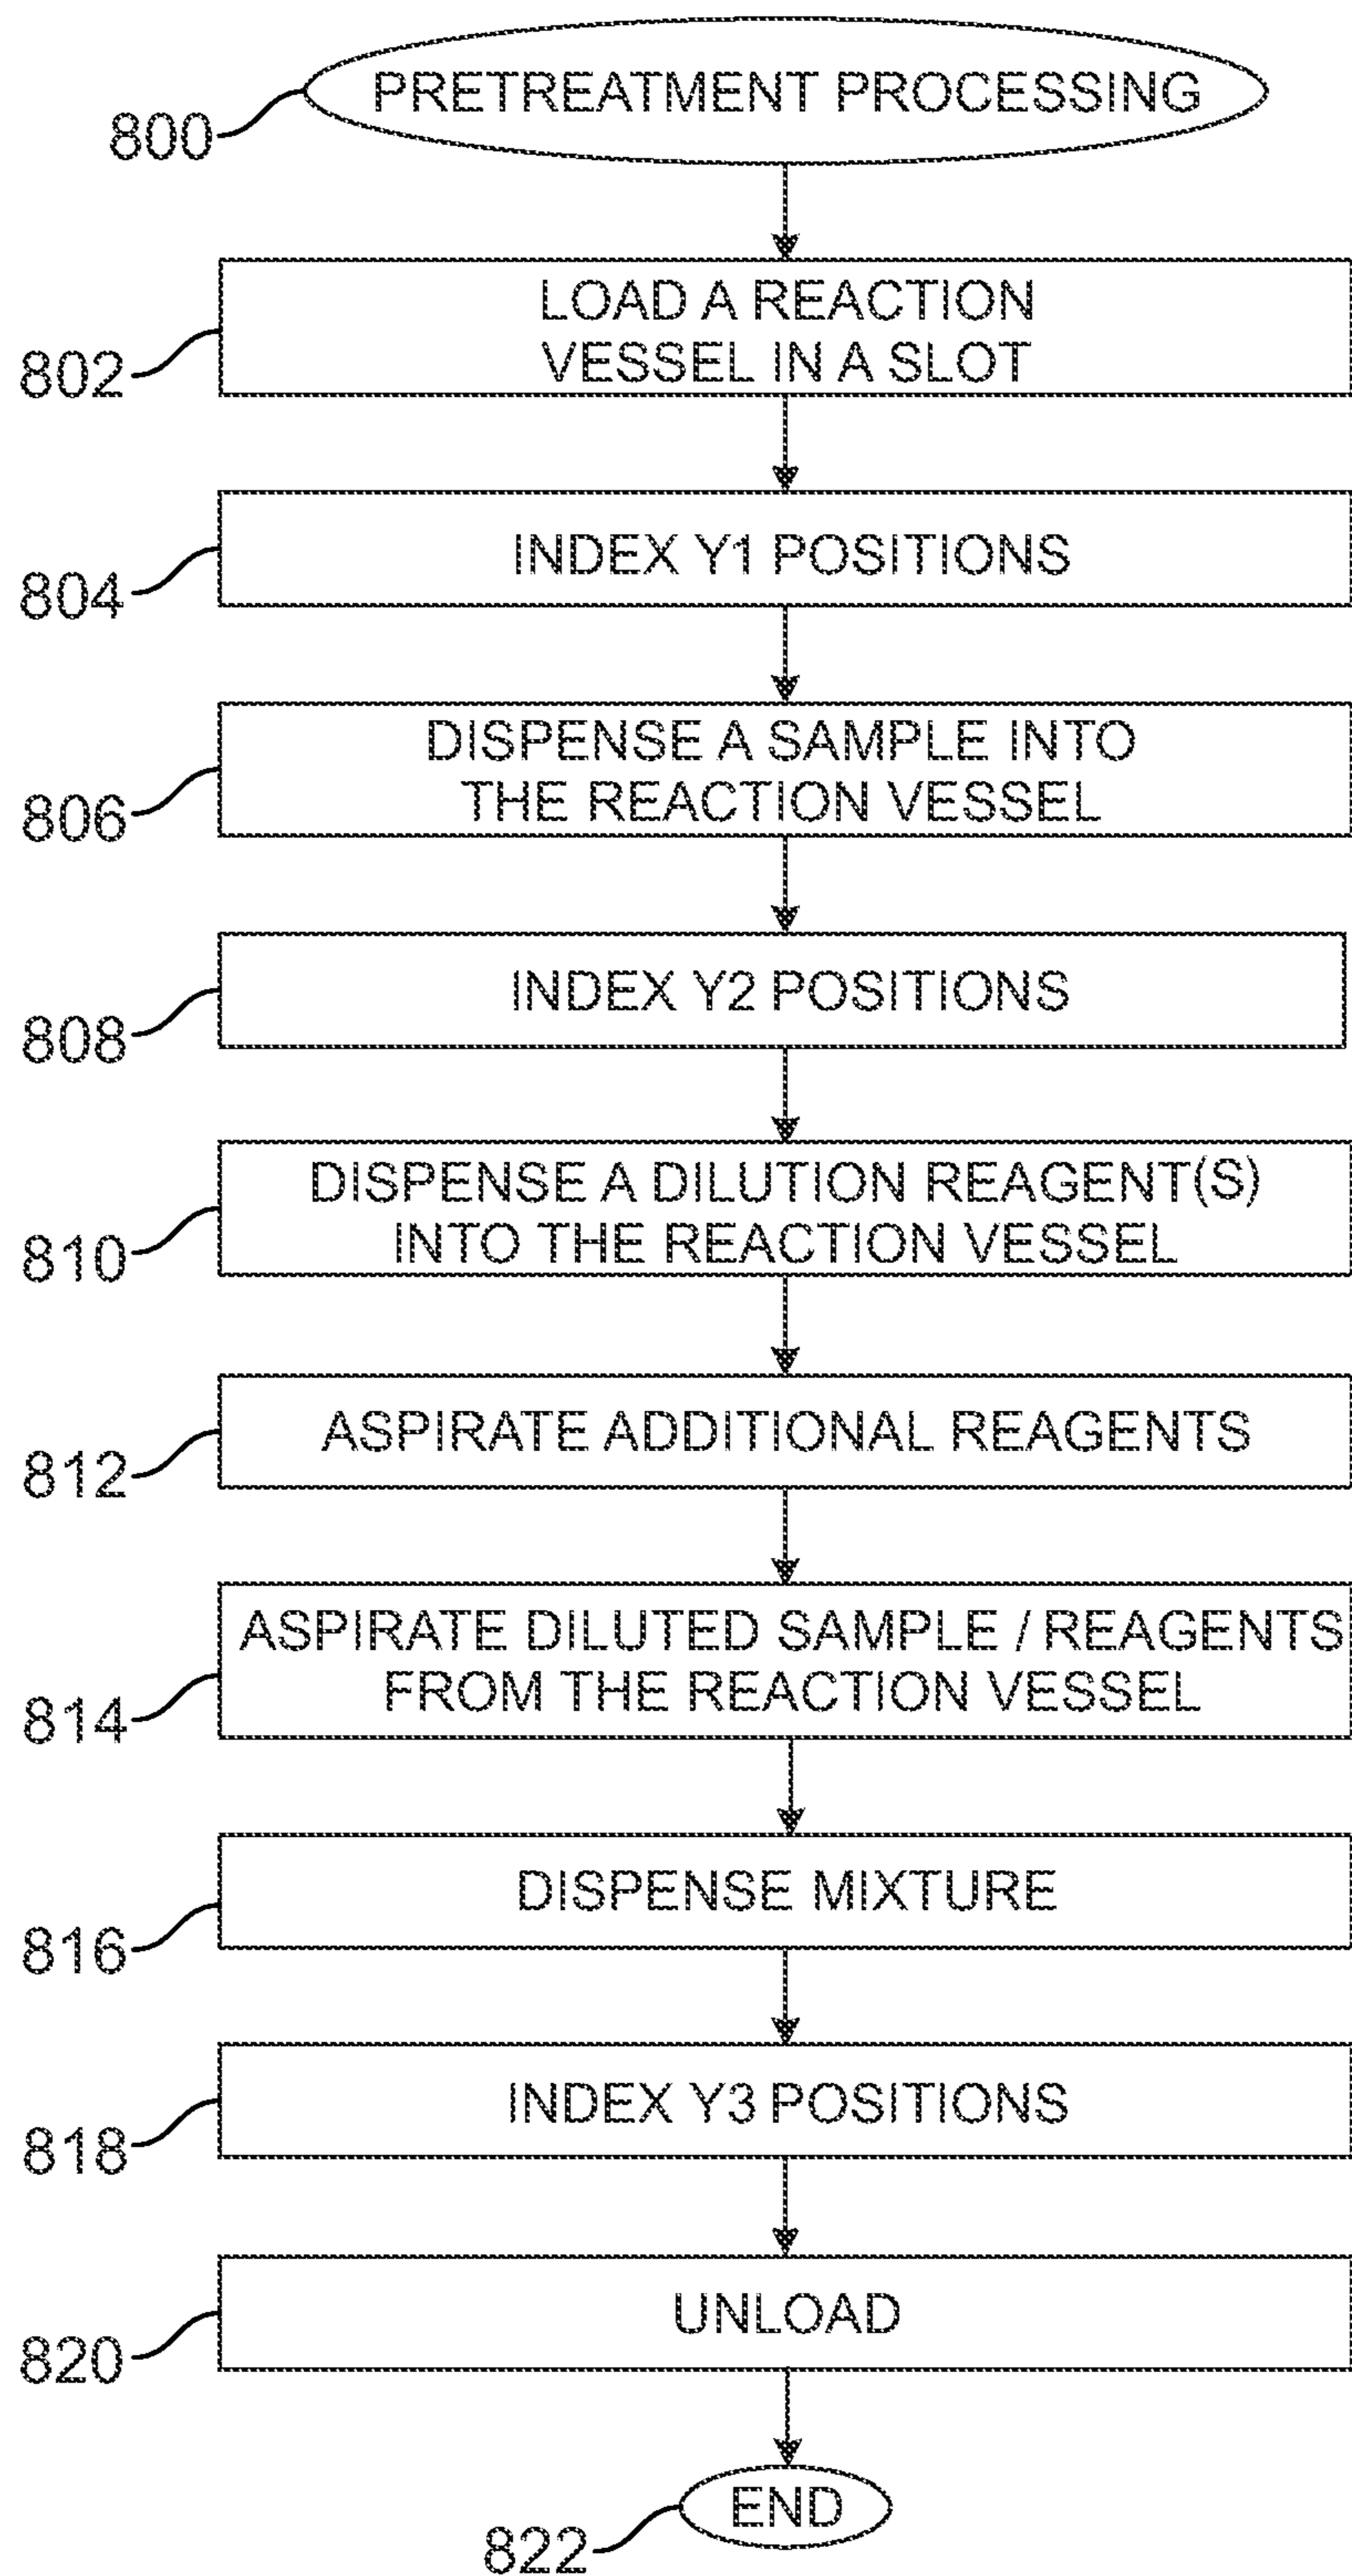 PRETREATMENT PROCESSING
800
LOAD A REACTION
VESSEL IN A SLOT
802
INDEX Y1 POSITIONS
804
DISPENSE A SAMPLE INTO
THE REACTION VESSEL
806
INDEX Y2 POSITIONS
808
DISPENSE A DILUTION REAGENT(S)
INTO THE REACTION VESSEL
810
ASPIRATE ADDITIONAL REAGENTS
812
ASPIRATE DILUTED SAMPLE / REAGENTS
FROM THE REACTION VESSEL
814
DISPENSE MIXTURE
816
INDEX Y3 POSITIONS
818
UNLOAD
820
END
822